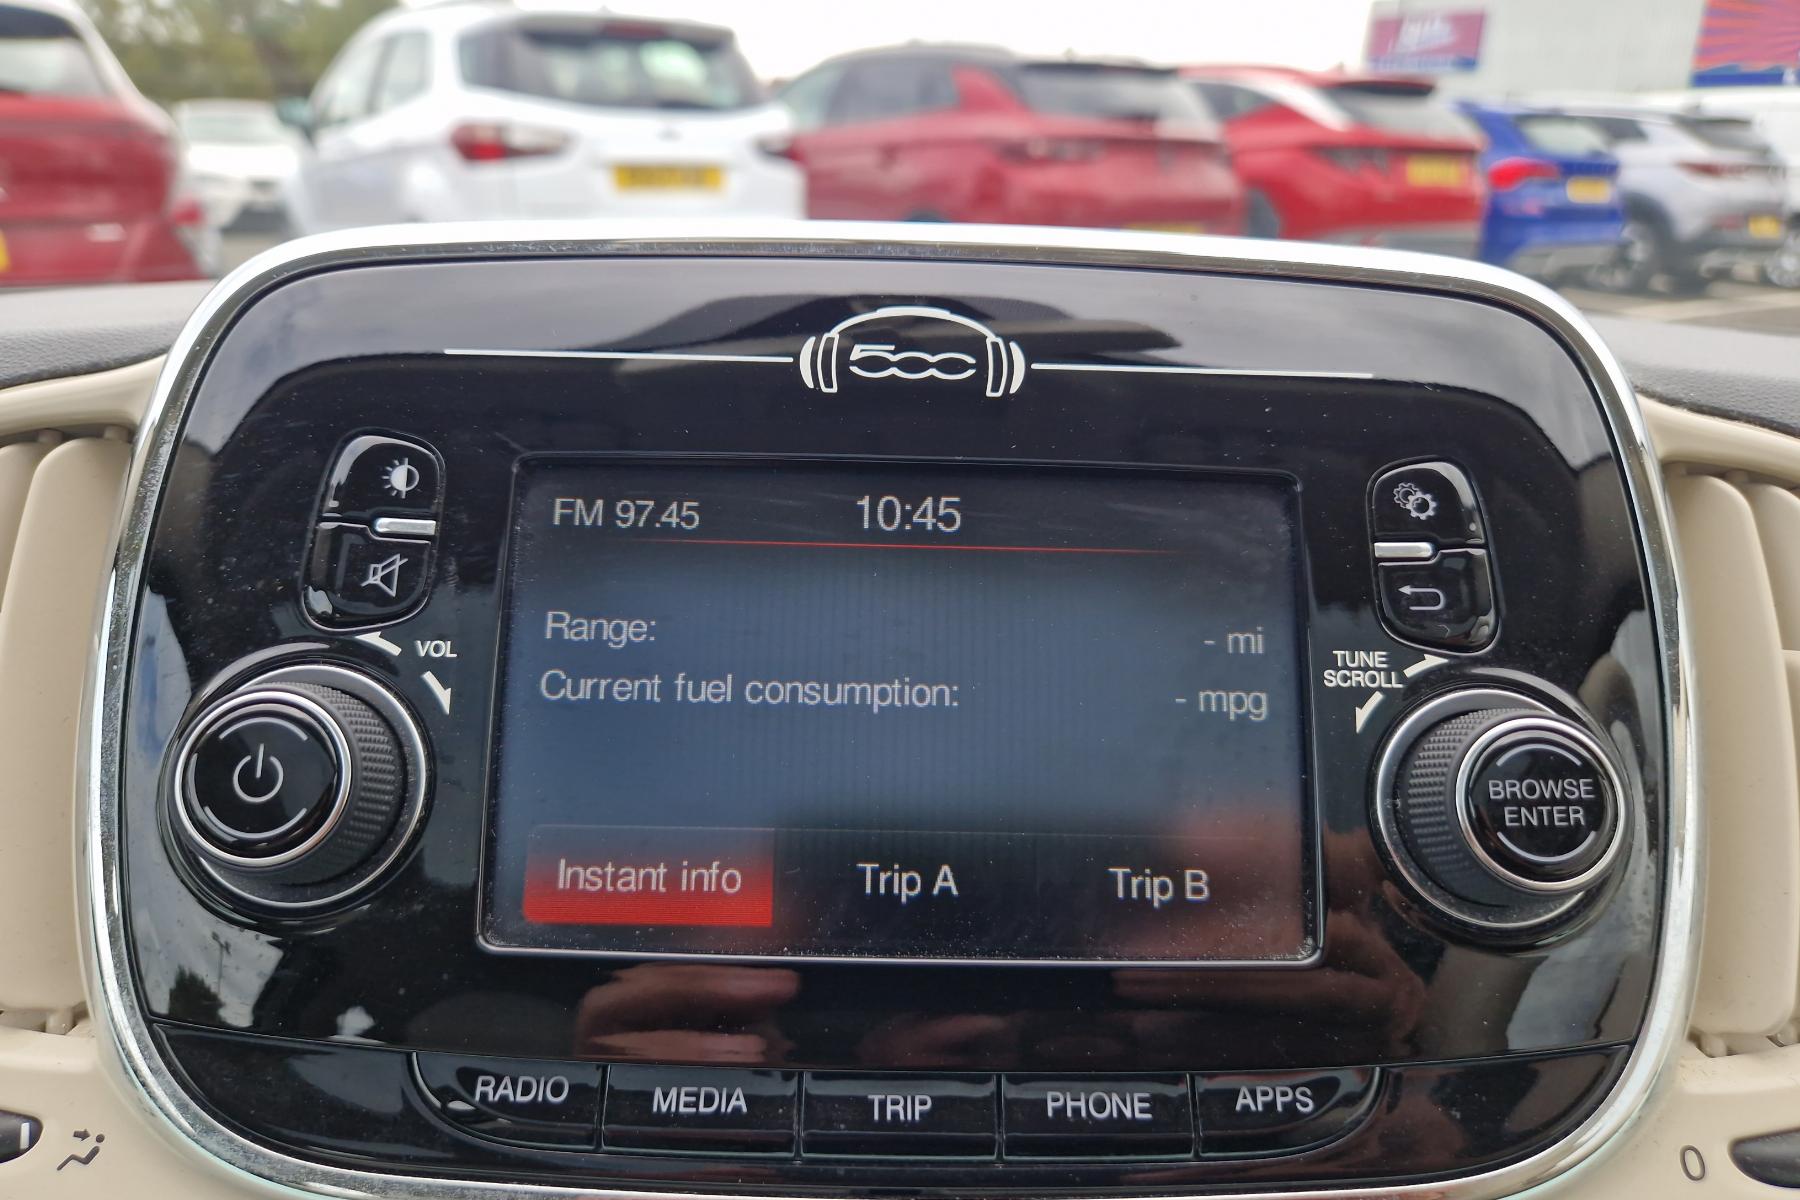 500
FM 97.45 10:45
VOL
Range: - mi
Current fuel consumption: - mpg
TUNE
SCROLL
BROWSE
ENTER
Instant info Trip A Trip B
RADIO MEDIA TRIP PHONE APPS
0